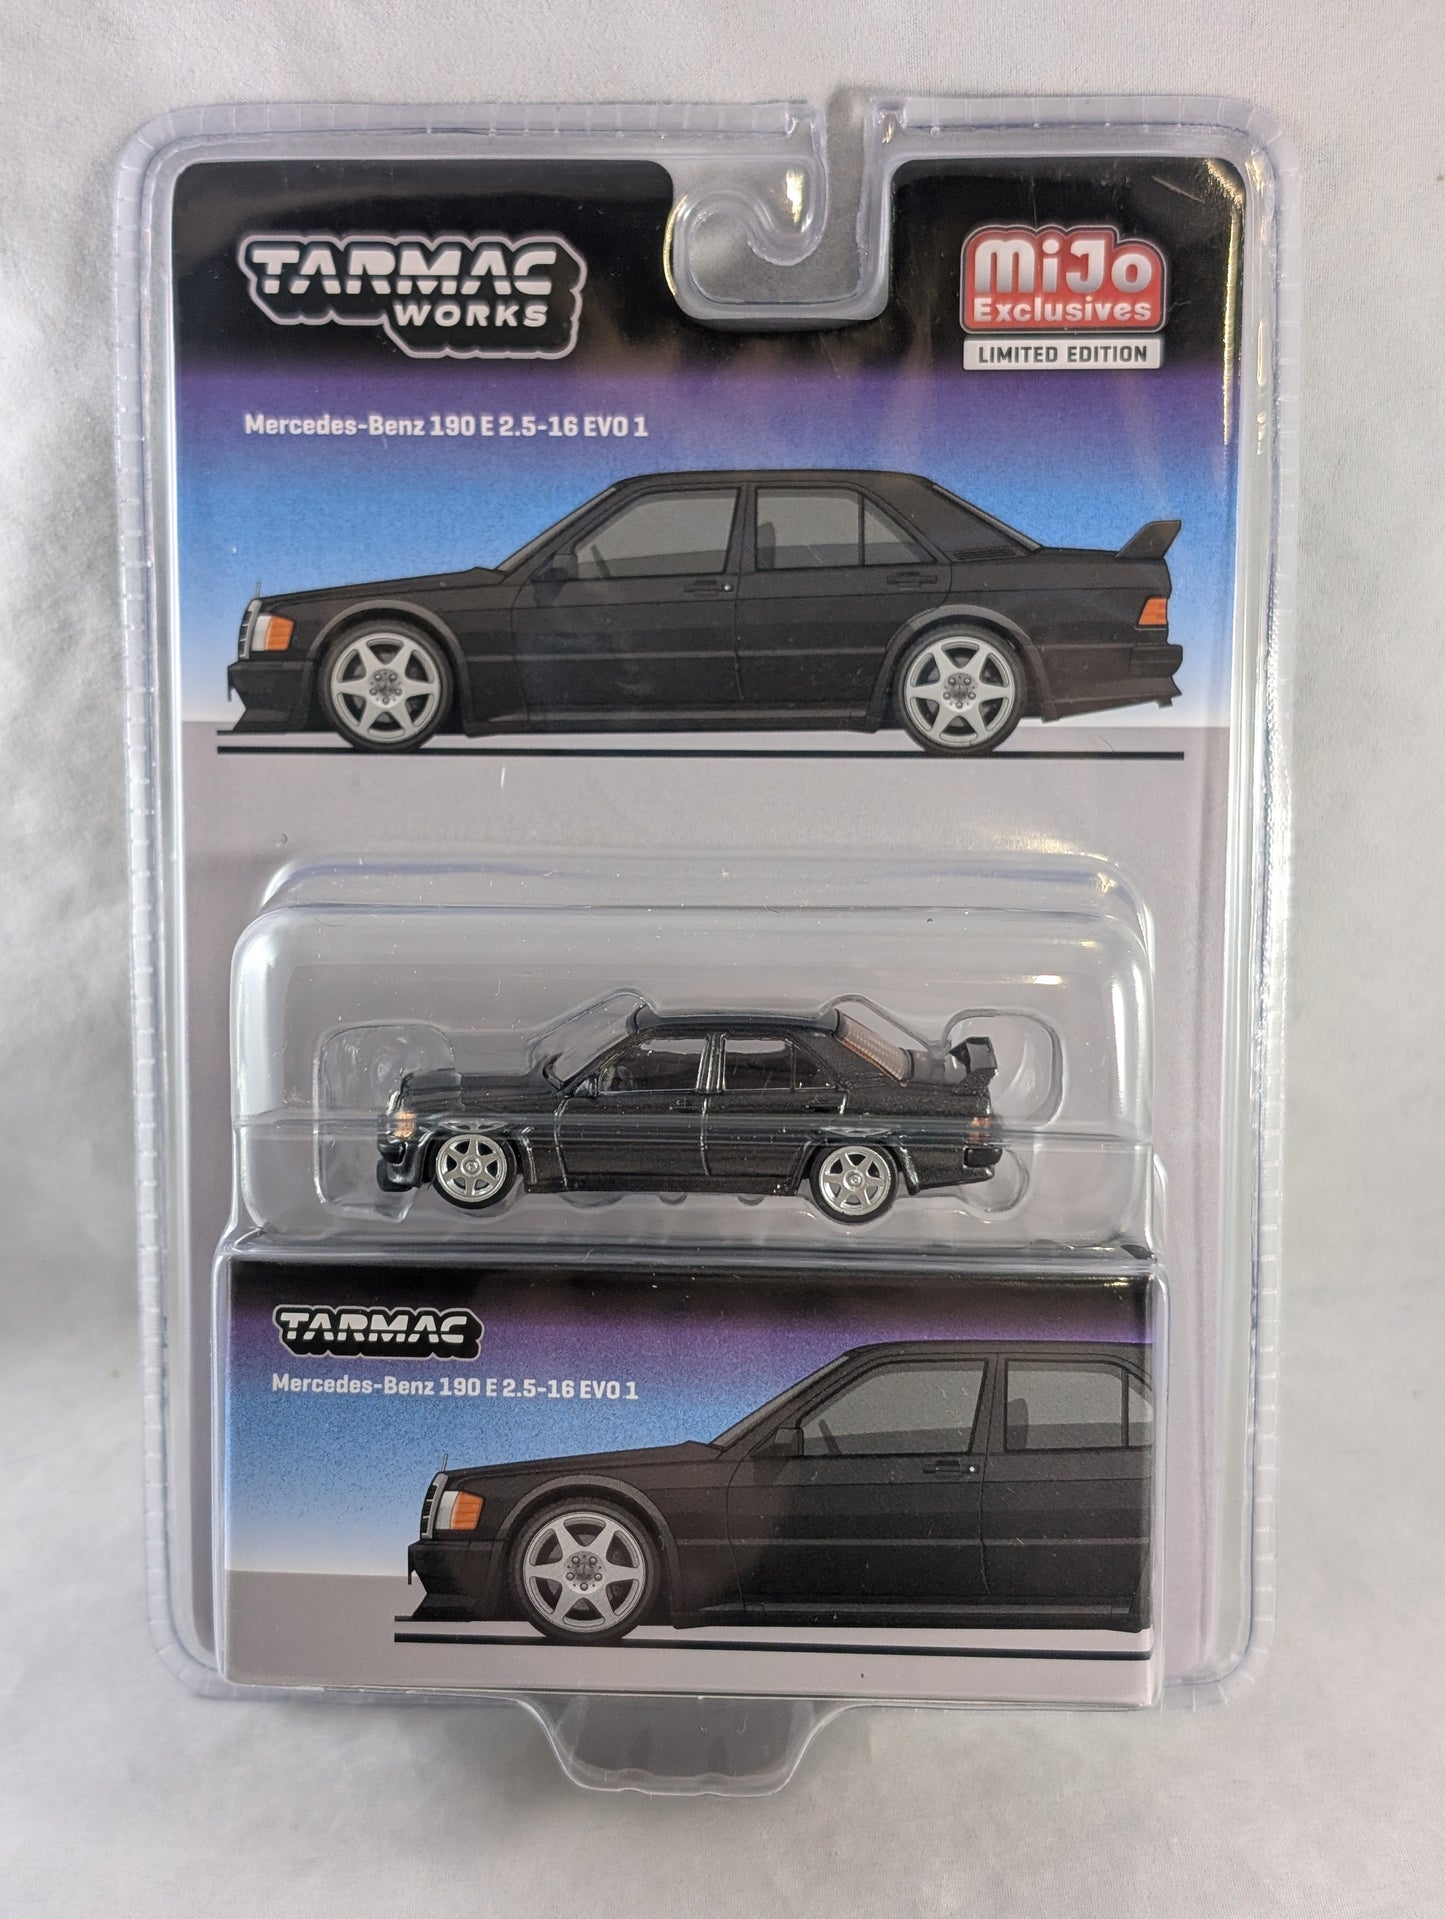 TARMAC
WORKS
MiJo
Exclusives
LIMITED EDITION
Mercedes-Benz 190 E 2.5-16 EVO 1
TARMAC
Mercedes-Benz 190 E 2.5-16 EVO 1